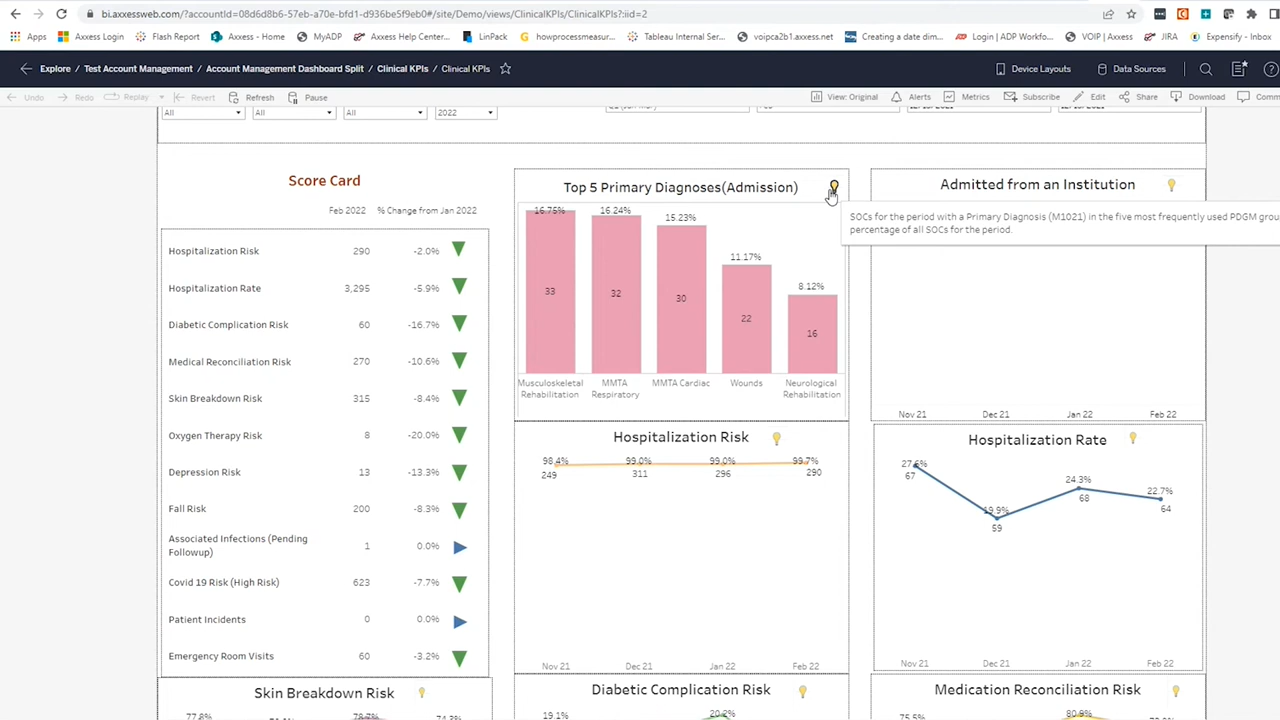 bi.axxessweb.com/?accountId=08d6d8b6-57eb-a70e-bfd1-d936be5f9eb0#/site/Demo/views/ClinicalKPIs/ClinicalKPIs?:iid=2
Apps Axxess Login Flash Report Axxess - Home MyADP Axxess Help Center... LinPack howprocessmeasur... Tableau Internal Ser... voipca2b1.axxess.net Creating a date dim... Login | ADP Workfo... VOIP | Axxess JIRA Expensify - Inbox
Explore / Test Account Management / Account Management Dashboard Split / Clinical KPIs / Clinical KPIs Device Layouts Data Sources
Undo Redo Replay Revert Refresh Pause View: Original Alerts Metrics Subscribe Edit Share Download Comm
All All All 2022
Score Card
Feb 2022 % Change from Jan 2022
Hospitalization Risk 290 -2.0%
Hospitalization Rate 3,295 -5.9%
Diabetic Complication Risk 60 -16.7%
Medical Reconciliation Risk 270 -10.6%
Skin Breakdown Risk 315 -8.4%
Oxygen Therapy Risk 8 -20.0%
Depression Risk 13 -13.3%
Fall Risk 200 -8.3%
Associated Infections (Pending
Followup) 1 0.0%
Covid 19 Risk (High Risk) 623 -7.7%
Patient Incidents 0 0.0%
Emergency Room Visits 60 -3.2%
Top 5 Primary Diagnoses(Admission)
16.75% 16.24% 15.23% 11.17% 8.12%
33 32 30 22 16
Musculoskeletal MMTA MMTA Cardiac Wounds Neurological
Rehabilitation Respiratory Rehabilitation
Admitted from an Institution
SOCs for the period with a Primary Diagnosis (M1021) in the five most frequently used PDGM grou
percentage of all SOCs for the period.
Nov 21 Dec 21 Jan 22 Feb 22
Hospitalization Risk
98.4% 99.0% 99.0% 99.7%
249 311 296 290
Nov 21 Dec 21 Jan 22 Feb 22
Hospitalization Rate
27.6% 19.9% 24.3% 22.7%
67 59 68 64
Nov 21 Dec 21 Jan 22 Feb 22
Skin Breakdown Risk
77.8% 74.3%
Diabetic Complication Risk
19.1% 20.2%
Medication Reconciliation Risk
75.5% 80.9%